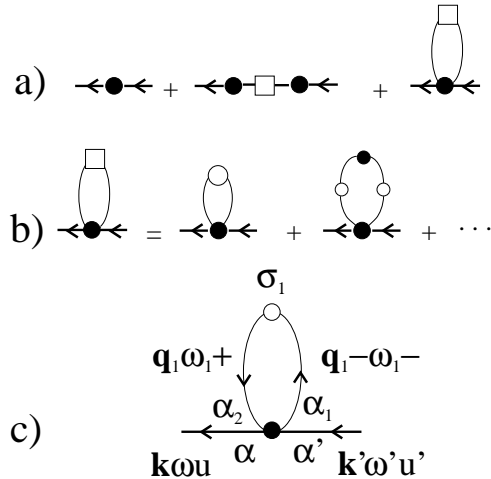 a) + +
b) = + + ...
σ₁
q₁ω₁+ q₁−ω₁−
α₂ α₁
c) α α'
kωu k'ω'u'